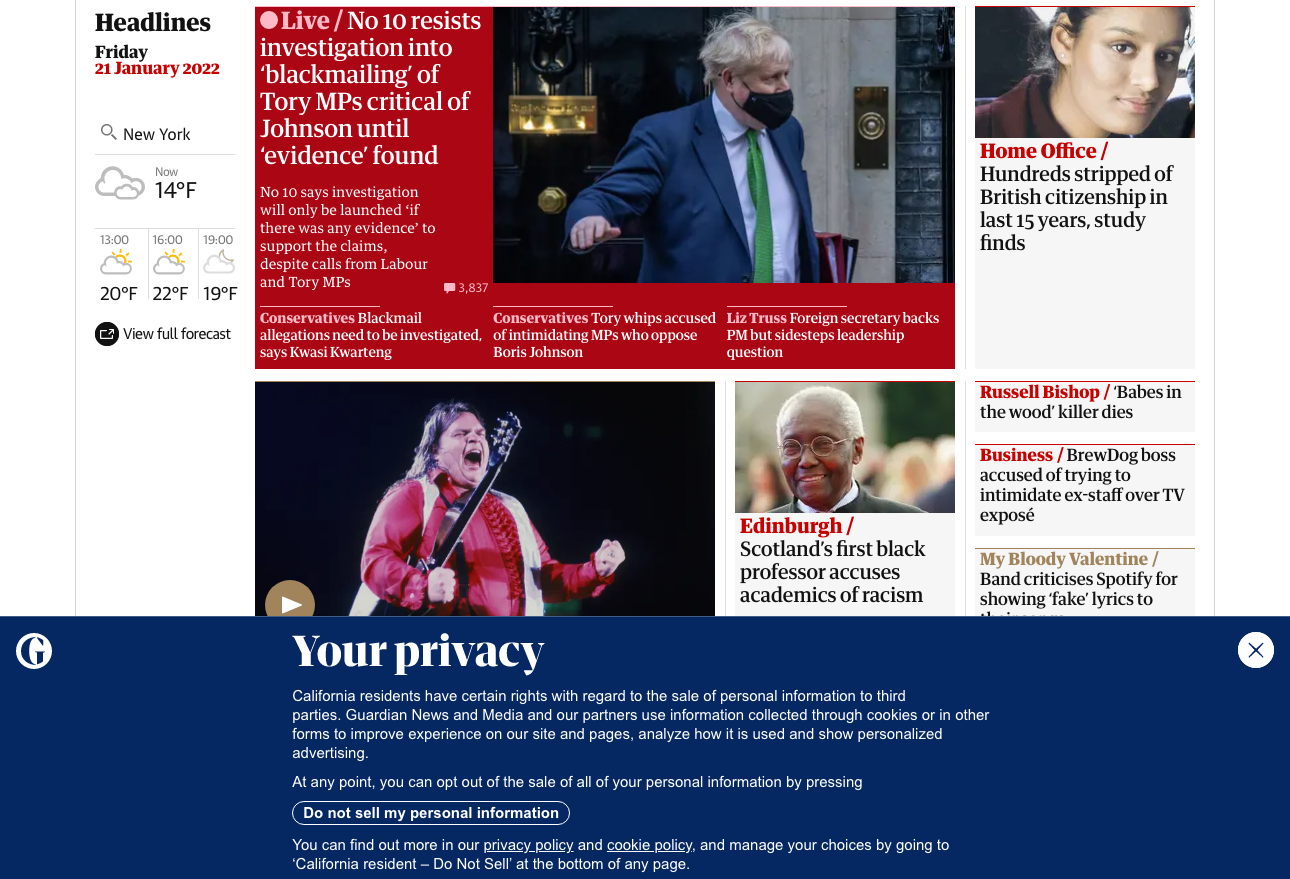 Headlines
Friday
21 January 2022
New York
Now
14°F
13:00
16:00
19:00
20°F
22°F
19°F
View full forecast
Live / No 10 resists
investigation into
‘blackmailing’ of
Tory MPs critical of
Johnson until
‘evidence’ found
No 10 says investigation
will only be launched ‘if
there was any evidence’ to
support the claims,
despite calls from Labour
and Tory MPs
3,837
Conservatives Blackmail
allegations need to be investigated,
says Kwasi Kwarteng
Conservatives Tory whips accused
of intimidating MPs who oppose
Boris Johnson
Liz Truss Foreign secretary backs
PM but sidesteps leadership
question
Home Office /
Hundreds stripped of
British citizenship in
last 15 years, study
finds
Edinburgh /
Scotland’s first black
professor accuses
academics of racism
Russell Bishop / ‘Babes in
the wood’ killer dies
Business / BrewDog boss
accused of trying to
intimidate ex-staff over TV
exposé
My Bloody Valentine /
Band criticises Spotify for
showing ‘fake’ lyrics to
G
Your privacy
California residents have certain rights with regard to the sale of personal information to third
parties. Guardian News and Media and our partners use information collected through cookies or in other
forms to improve experience on our site and pages, analyze how it is used and show personalized
advertising.
At any point, you can opt out of the sale of all of your personal information by pressing
Do not sell my personal information
You can find out more in our privacy policy and cookie policy, and manage your choices by going to
‘California resident – Do Not Sell’ at the bottom of any page.